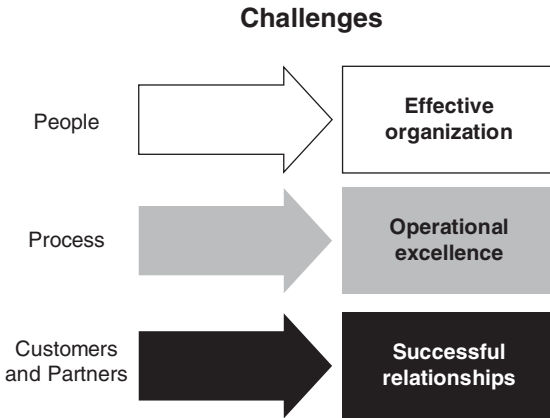 Challenges
People
Effective
organization
Process
Operational
excellence
Customers
and Partners
Successful
relationships